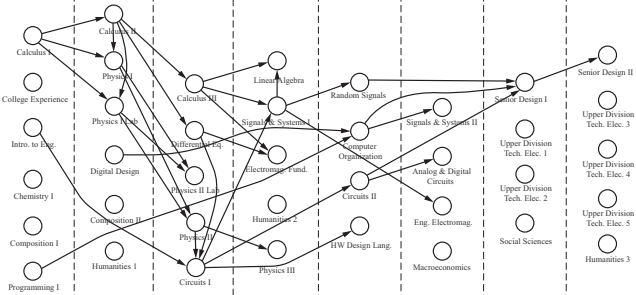 Calculus I
College Experience
Intro. to Eng.
Chemistry I
Composition I
Programming I
Calculus II
Physics I
Physics I Lab
Digital Design
Composition II
Humanities 1
Calculus III
Differential Eq.
Physics II Lab
Physics II
Circuits I
Linear Algebra
Signals & Systems I
Electromag. Fund.
Humanities 2
Physics III
Random Signals
Computer
Organization
Circuits II
HW Design Lang.
Signals & Systems II
Analog & Digital
Circuits
Eng. Electromag.
Macroeconomics
Senior Design I
Upper Division
Tech. Elec. 1
Upper Division
Tech. Elec. 2
Social Sciences
Senior Design II
Upper Division
Tech. Elec. 3
Upper Division
Tech. Elec. 4
Upper Division
Tech. Elec. 5
Humanities 3